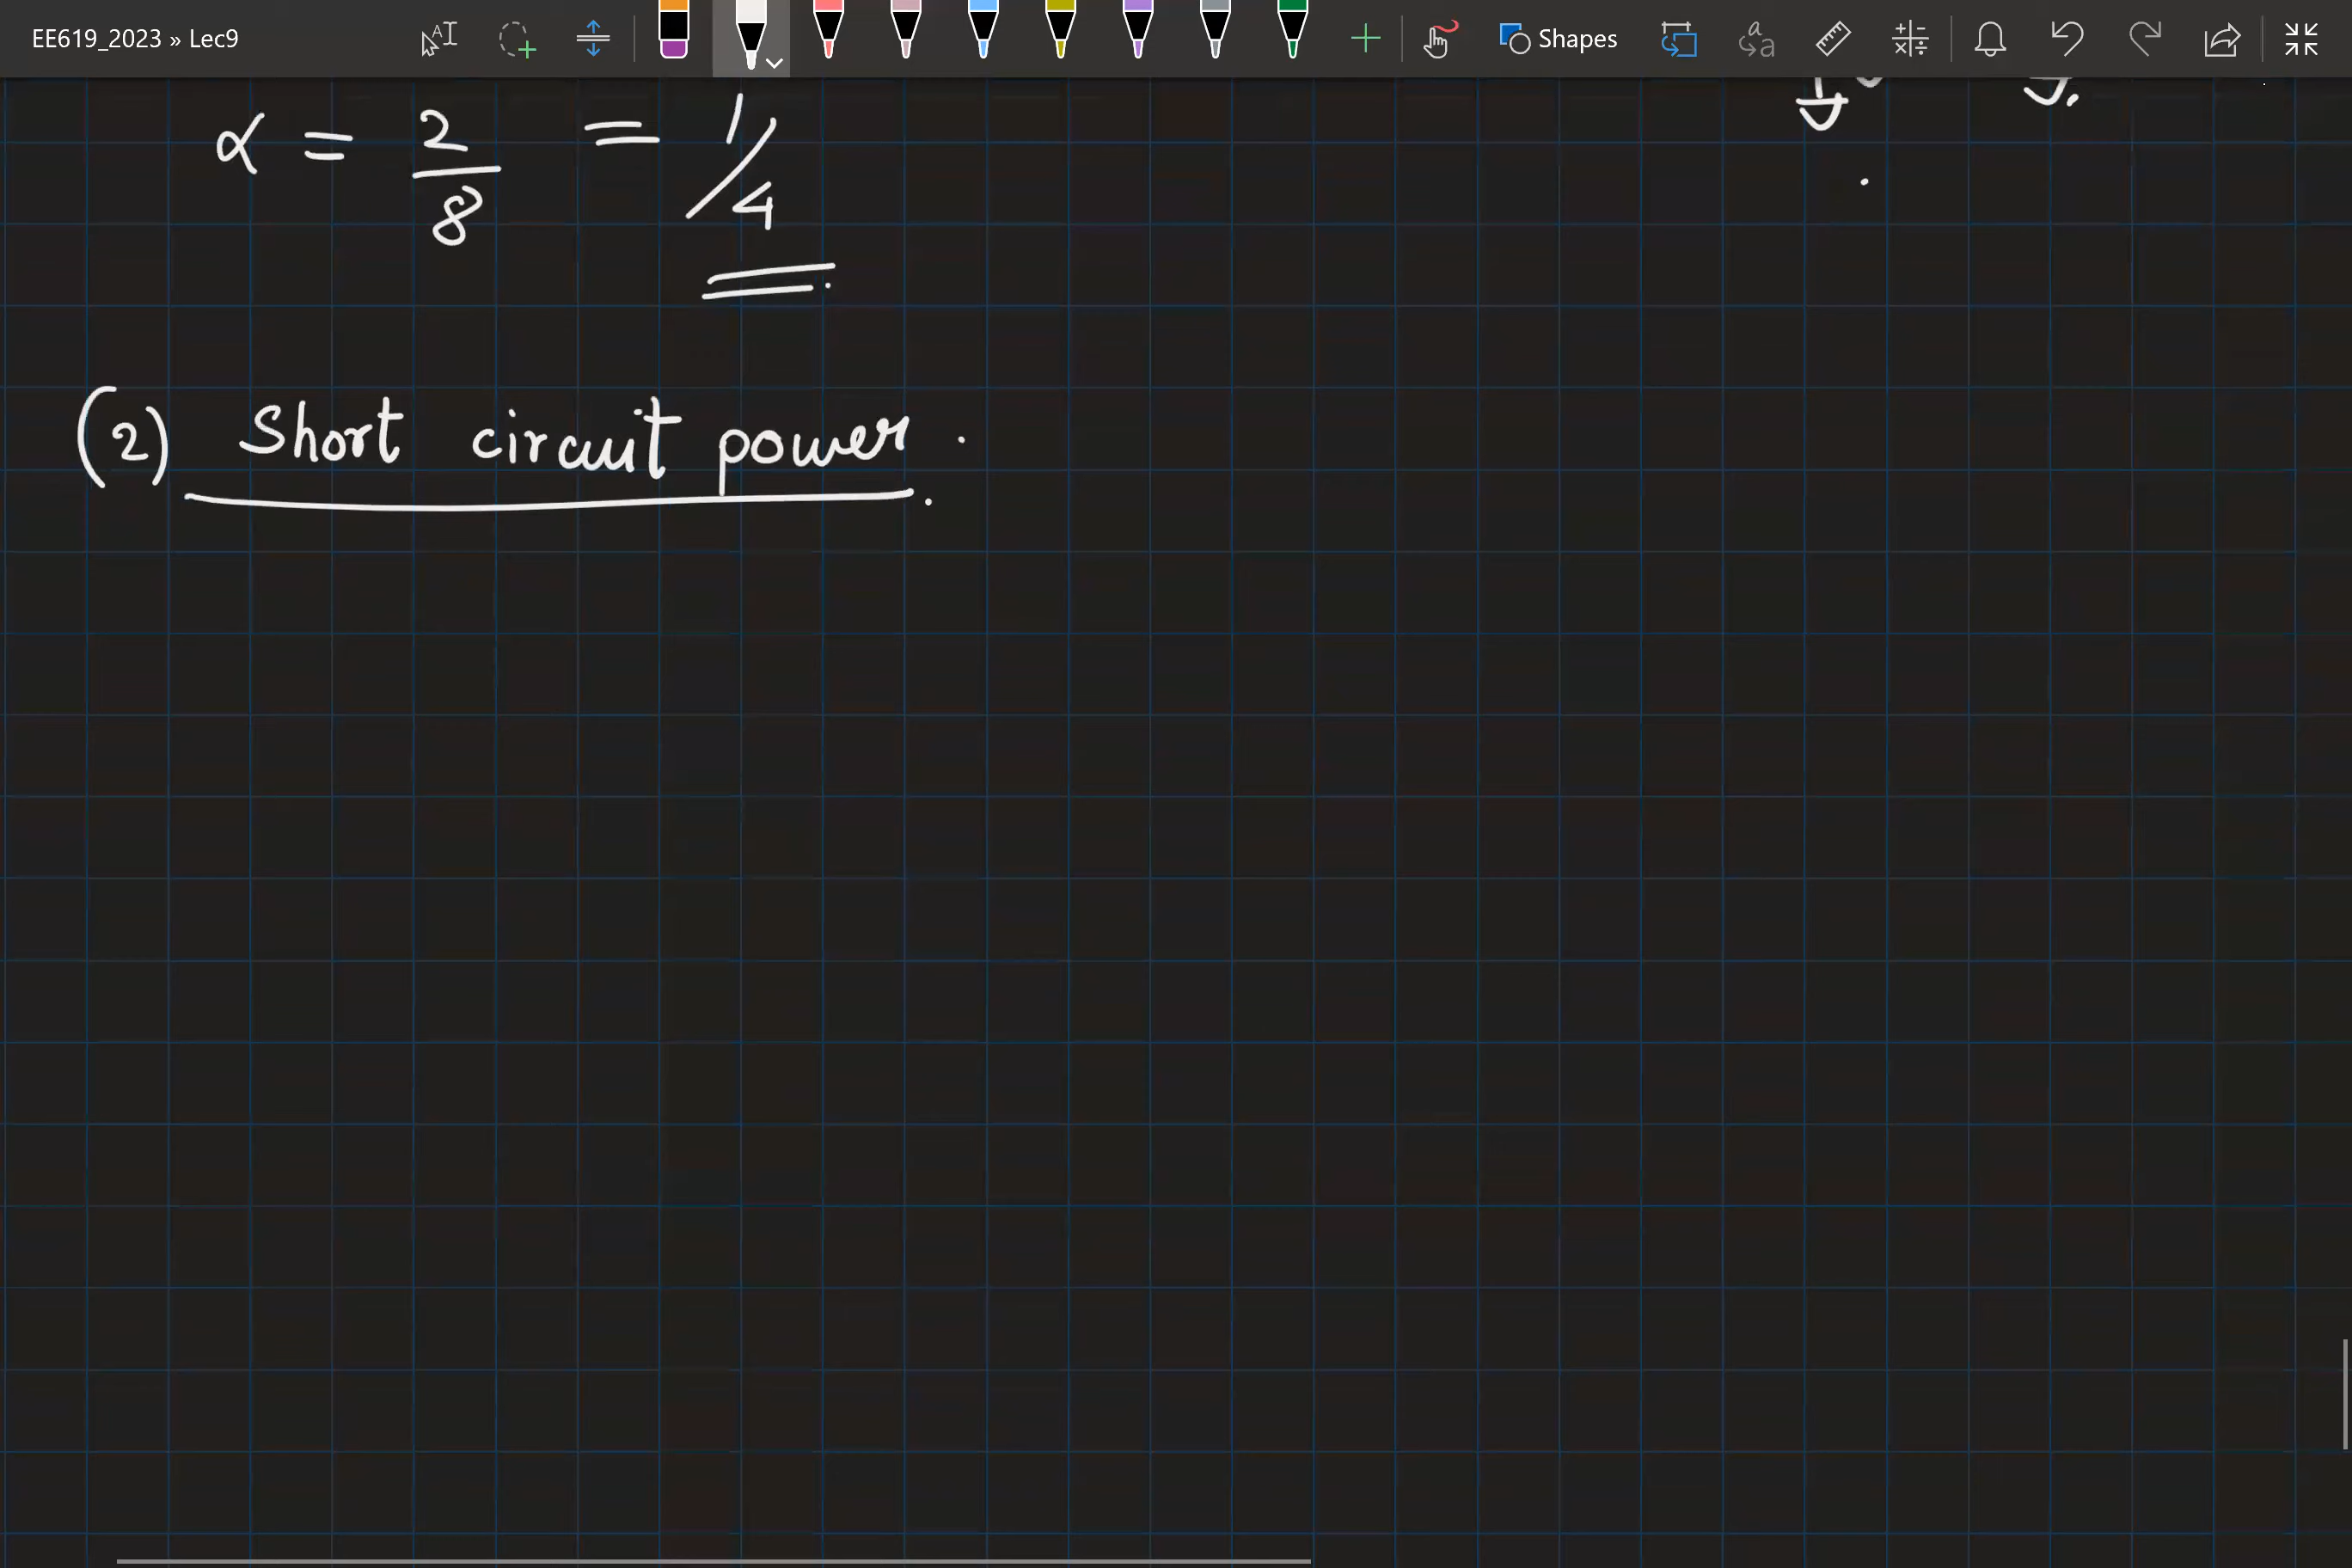 EE619_2023 » Lec9
Shapes
α = 2/8 = 1/4
(2) Short circuit power.